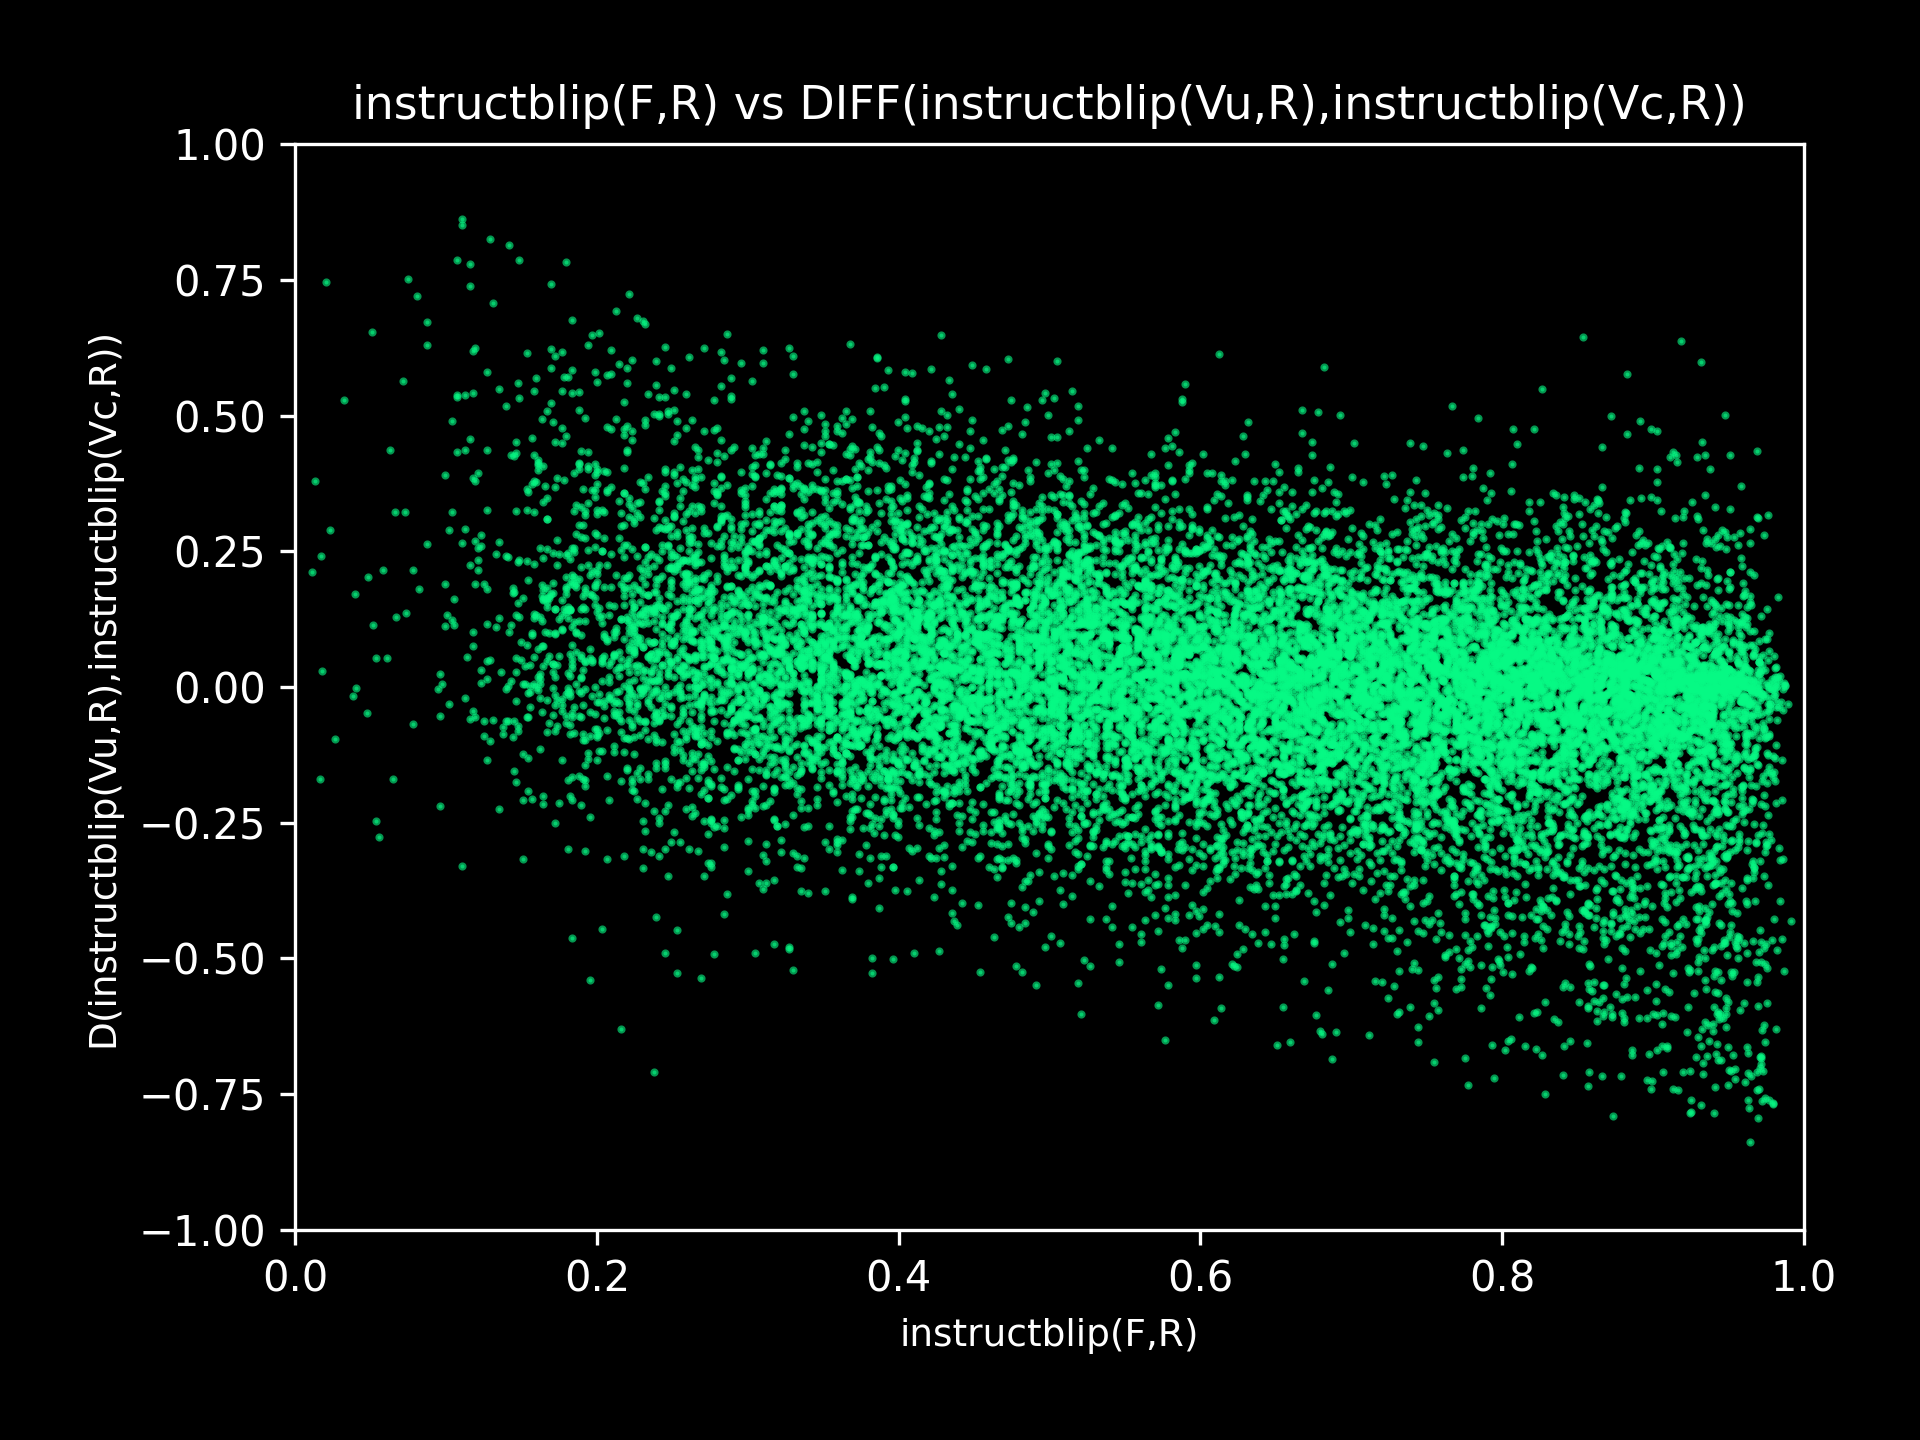 instructblip(F,R) vs DIFF(instructblip(Vu,R),instructblip(Vc,R))
1.00
0.75
0.50
0.25
0.00
−0.25
−0.50
−0.75
−1.00
D(instructblip(Vu,R),instructblip(Vc,R))
0.0 0.2 0.4 0.6 0.8 1.0
instructblip(F,R)